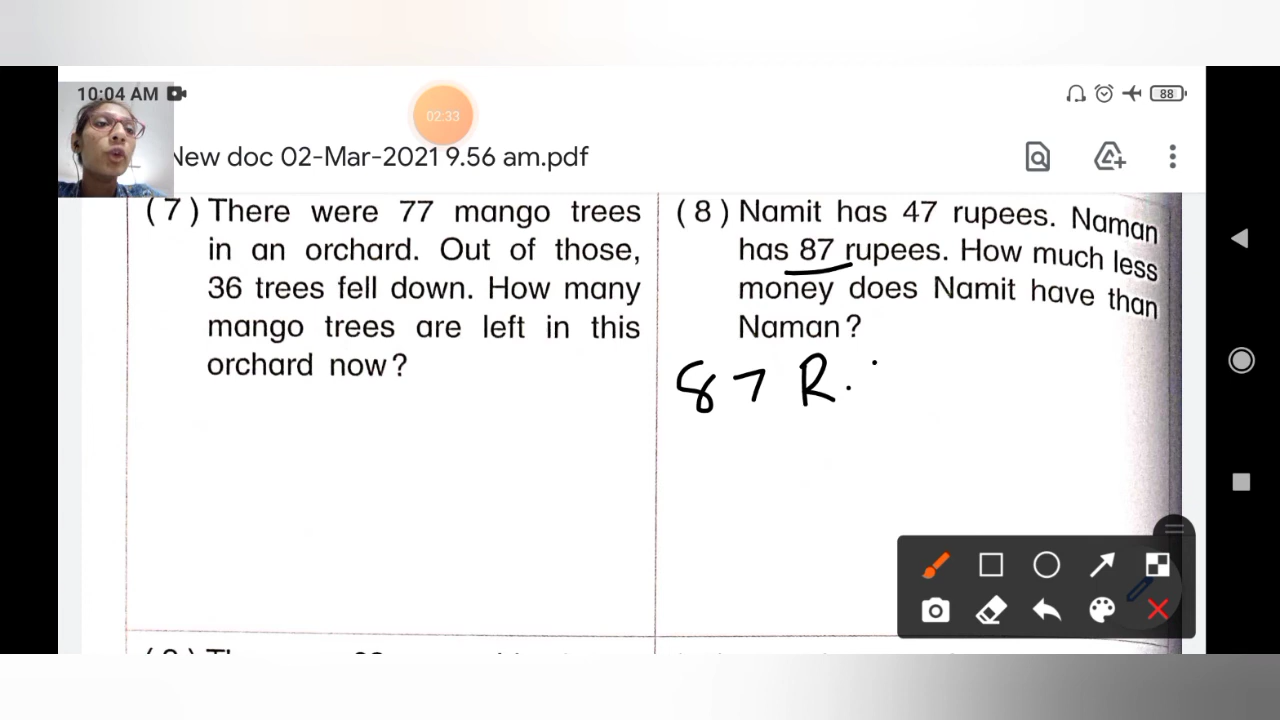 10:04 AM
02:33
88
New doc 02-Mar-2021 9.56 am.pdf
(7) There were 77 mango trees
in an orchard. Out of those,
36 trees fell down. How many
mango trees are left in this
orchard now?
(8) Namit has 47 rupees. Naman
has 87 rupees. How much less
money does Namit have than
Naman?
87 R.